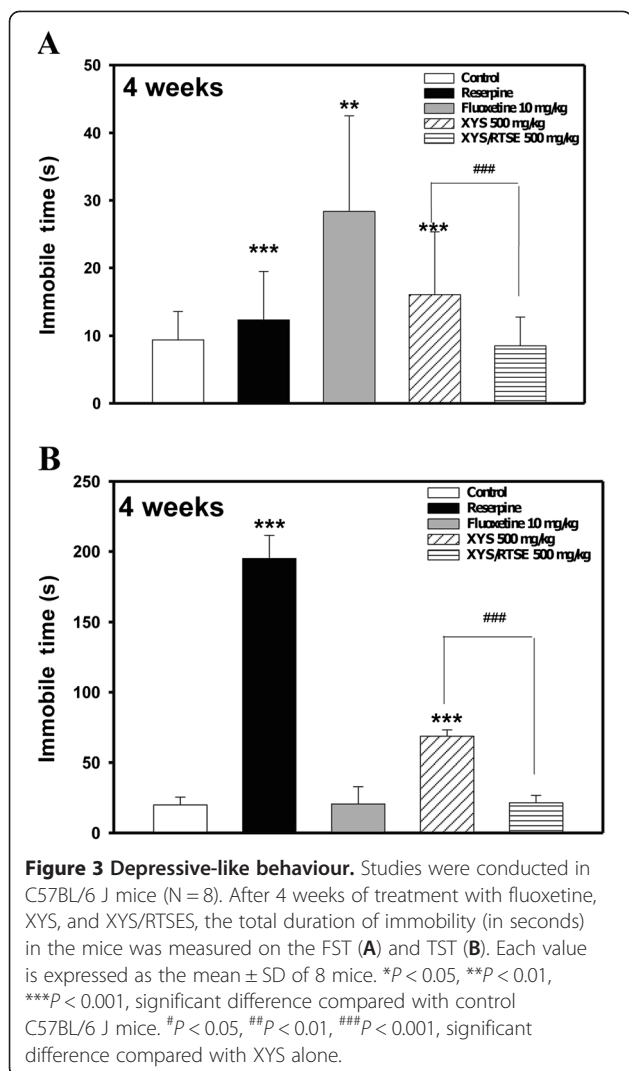 A
4 weeks
Immobile time (s)
50
40
30
20
10
0
**
***
***
###
Control
Reserpine
Fluoxetine 10 mg/kg
XYS 500 mg/kg
XYS/RTSE 500 mg/kg
B
4 weeks
Immobile time (s)
250
200
150
100
50
0
***
***
###
Control
Reserpine
Fluoxetine 10 mg/kg
XYS 500 mg/kg
XYS/RTSE 500 mg/kg
Figure 3 Depressive-like behaviour. Studies were conducted in
C57BL/6 J mice (N = 8). After 4 weeks of treatment with fluoxetine,
XYS, and XYS/RTSES, the total duration of immobility (in seconds)
in the mice was measured on the FST (A) and TST (B). Each value
is expressed as the mean ± SD of 8 mice. *P < 0.05, **P < 0.01,
***P < 0.001, significant difference compared with control
C57BL/6 J mice. #P < 0.05, ##P < 0.01, ###P < 0.001, significant
difference compared with XYS alone.